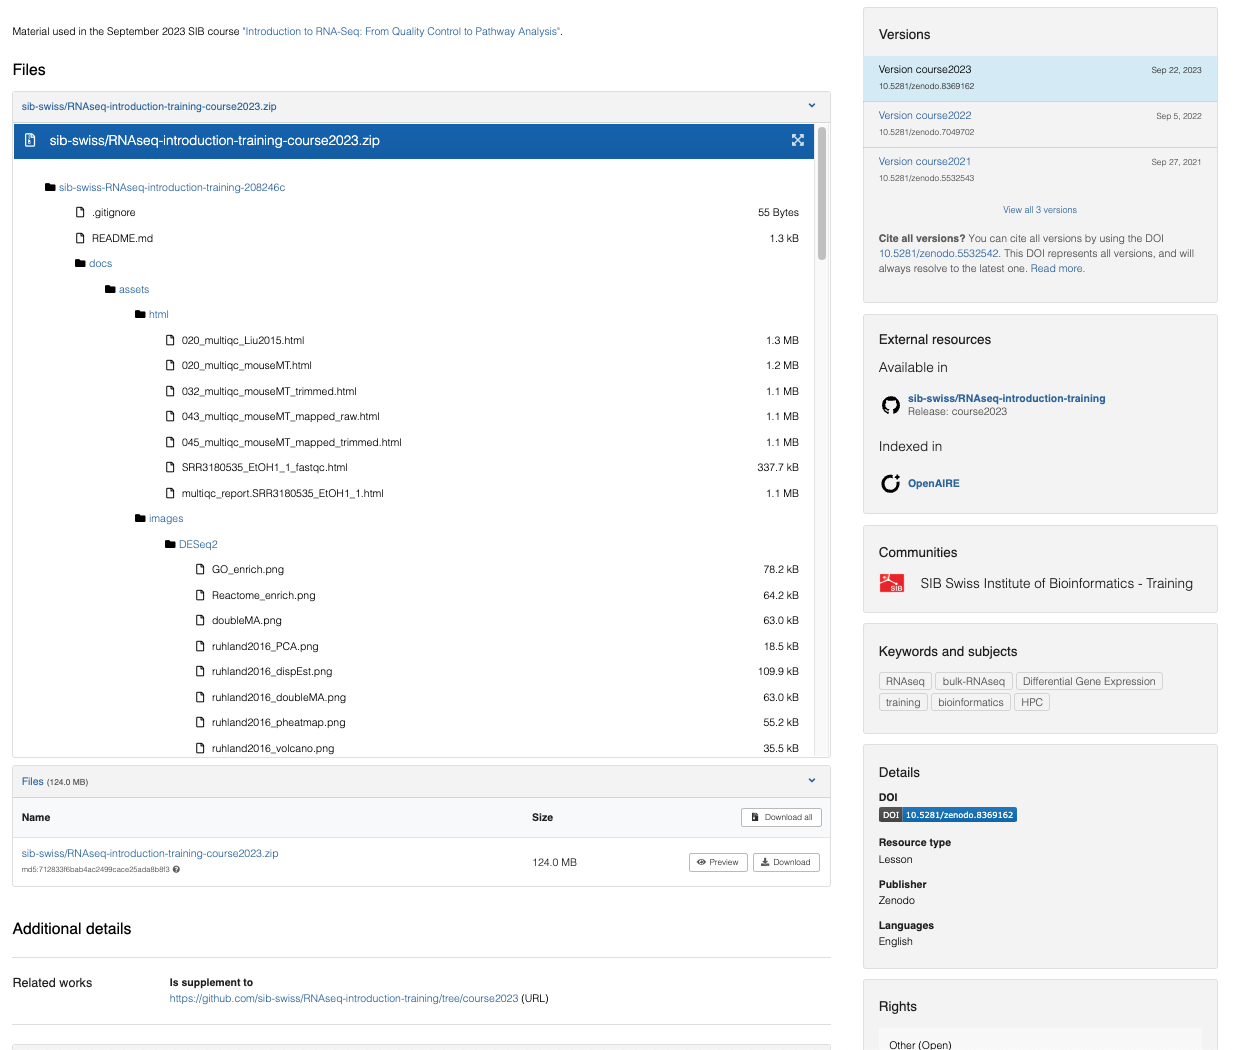 Material used in the September 2023 SIB course "Introduction to RNA-Seq: From Quality Control to Pathway Analysis".
Files
sib-swiss/RNAseq-introduction-training-course2023.zip
sib-swiss/RNAseq-introduction-training-course2023.zip
sib-swiss-RNAseq-introduction-training-208246c
.gitignore 55 Bytes
README.md 1.3 kB
docs
assets
html
020_multiqc_Liu2015.html 1.3 MB
020_multiqc_mouseMT.html 1.2 MB
032_multiqc_mouseMT_trimmed.html 1.1 MB
043_multiqc_mouseMT_mapped_raw.html 1.1 MB
045_multiqc_mouseMT_mapped_trimmed.html 1.1 MB
SRR3180535_EtOH1_1_fastqc.html 337.7 kB
multiqc_report.SRR3180535_EtOH1_1.html 1.1 MB
images
DESeq2
GO_enrich.png 78.2 kB
Reactome_enrich.png 64.2 kB
doubleMA.png 63.0 kB
ruhland2016_PCA.png 18.5 kB
ruhland2016_dispEst.png 109.9 kB
ruhland2016_doubleMA.png 63.0 kB
ruhland2016_pheatmap.png 55.2 kB
ruhland2016_volcano.png 35.5 kB
Files (124.0 MB)
Name Size Download all
sib-swiss/RNAseq-introduction-training-course2023.zip 124.0 MB Preview Download
md5:712833f6bab4ac2499cace25ada8b8f3
Additional details
Related works Is supplement to
https://github.com/sib-swiss/RNAseq-introduction-training/tree/course2023 (URL)
Versions
Version course2023 Sep 22, 2023
10.5281/zenodo.8369162
Version course2022 Sep 5, 2022
10.5281/zenodo.7049702
Version course2021 Sep 27, 2021
10.5281/zenodo.5532543
View all 3 versions
Cite all versions? You can cite all versions by using the DOI
10.5281/zenodo.5532542. This DOI represents all versions, and will
always resolve to the latest one. Read more.
External resources
Available in
sib-swiss/RNAseq-introduction-training
Release: course2023
Indexed in
OpenAIRE
Communities
SIB SIB Swiss Institute of Bioinformatics - Training
Keywords and subjects
RNAseq bulk-RNAseq Differential Gene Expression
training bioinformatics HPC
Details
DOI
DOI 10.5281/zenodo.8369162
Resource type
Lesson
Publisher
Zenodo
Languages
English
Rights
Other (Open)